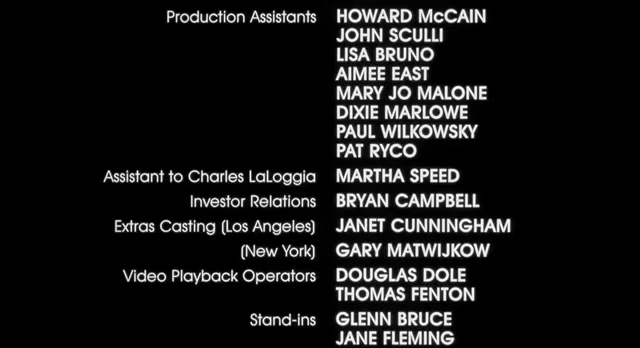 Production Assistants HOWARD McCAIN
JOHN SCULLI
LISA BRUNO
AIMEE EAST
MARY JO MALONE
DIXIE MARLOWE
PAUL WILKOWSKY
PAT RYCO
Assistant to Charles LaLoggia MARTHA SPEED
Investor Relations BRYAN CAMPBELL
Extras Casting (Los Angeles) JANET CUNNINGHAM
(New York) GARY MATWIJKOW
Video Playback Operators DOUGLAS DOLE
THOMAS FENTON
Stand-ins GLENN BRUCE
JANE FLEMING